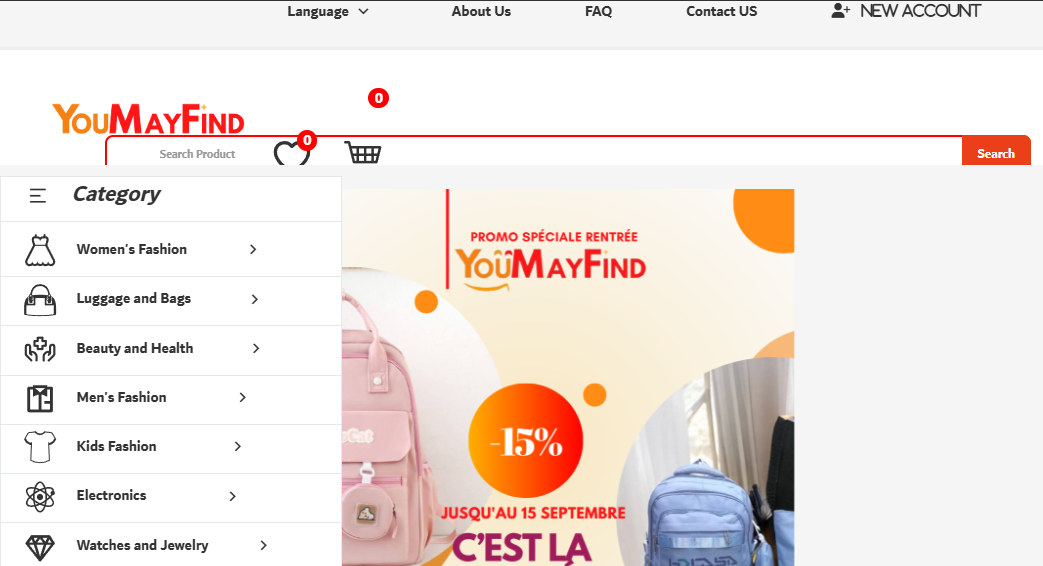 Language
About Us
FAQ
Contact US
NEW ACCOUNT
0
YouMayFind
0
Search Product
Search
Category
Women's Fashion
Luggage and Bags
Beauty and Health
Men's Fashion
Kids Fashion
Electronics
Watches and Jewelry
PROMO SPÉCIALE RENTRÉE
YouMayFind
-15%
JUSQU'AU 15 SEPTEMBRE
C'EST LA